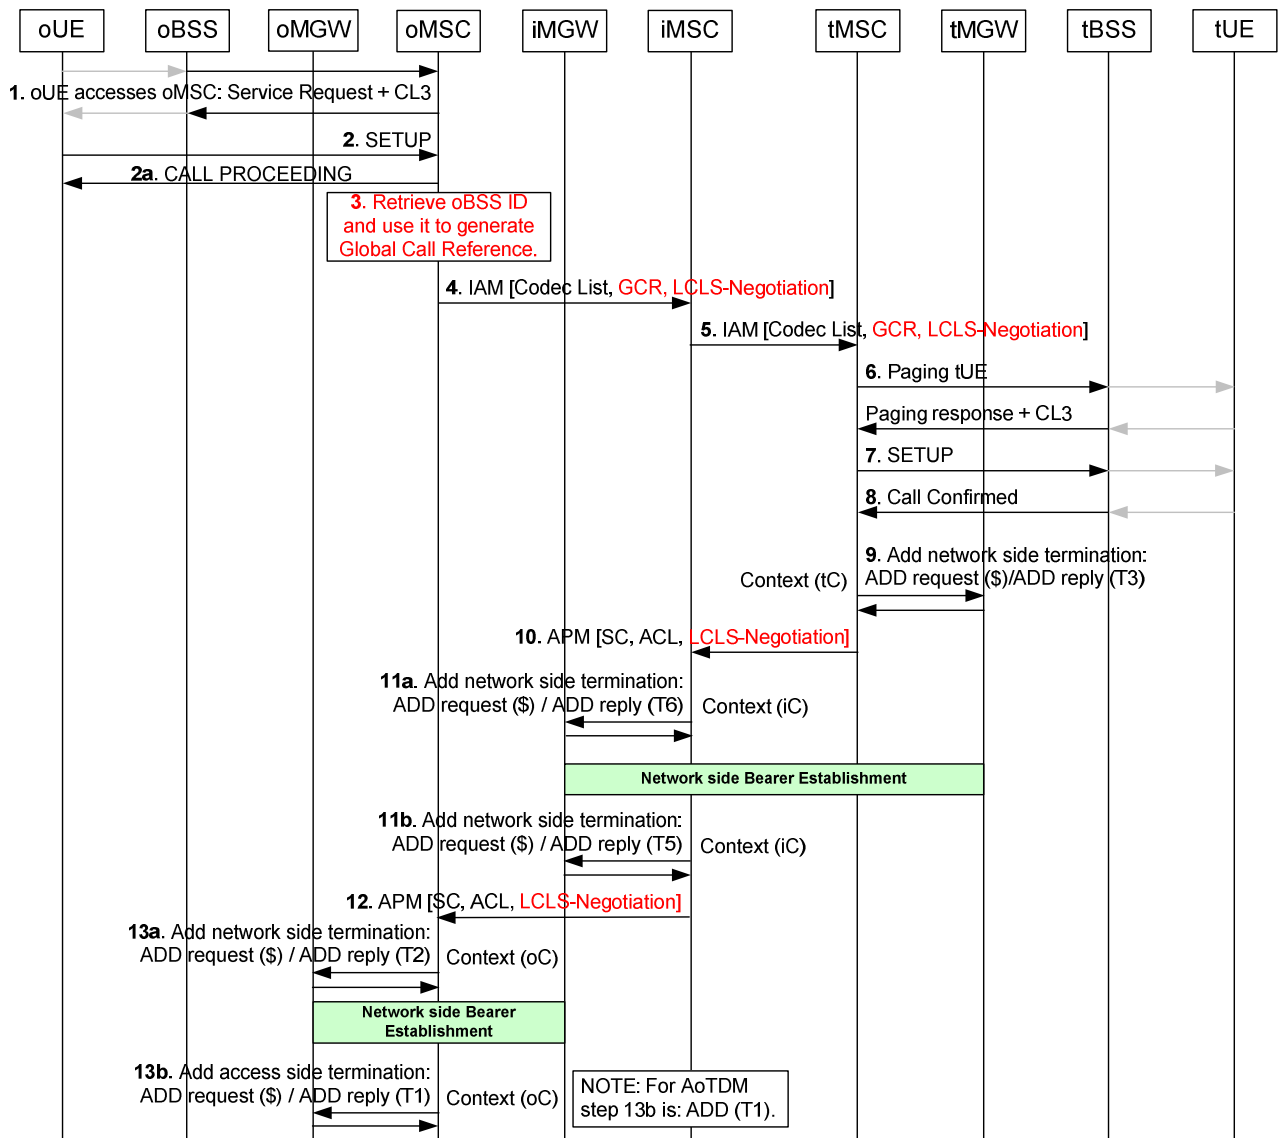 oUE oBSS oMGW oMSC iMGW iMSC tMSC tMGW tBSS tUE
1. oUE accesses oMSC: Service Request + CL3
2. SETUP
2a. CALL PROCEEDING
3. Retrieve oBSS ID
and use it to generate
Global Call Reference.
4. IAM [Codec List, GCR, LCLS-Negotiation]
5. IAM [Codec List, GCR, LCLS-Negotiation]
6. Paging tUE
Paging response + CL3
7. SETUP
8. Call Confirmed
9. Add network side termination:
Context (tC) ADD request ($)/ADD reply (T3)
10. APM [SC, ACL, LCLS-Negotiation]
11a. Add network side termination:
ADD request ($) / ADD reply (T6) Context (iC)
Network side Bearer Establishment
11b. Add network side termination:
ADD request ($) / ADD reply (T5) Context (iC)
12. APM [SC, ACL, LCLS-Negotiation]
13a. Add network side termination:
ADD request ($) / ADD reply (T2) Context (oC)
Network side Bearer
Establishment
13b. Add access side termination:
ADD request ($) / ADD reply (T1) Context (oC)
NOTE: For AoTDM
step 13b is: ADD (T1).